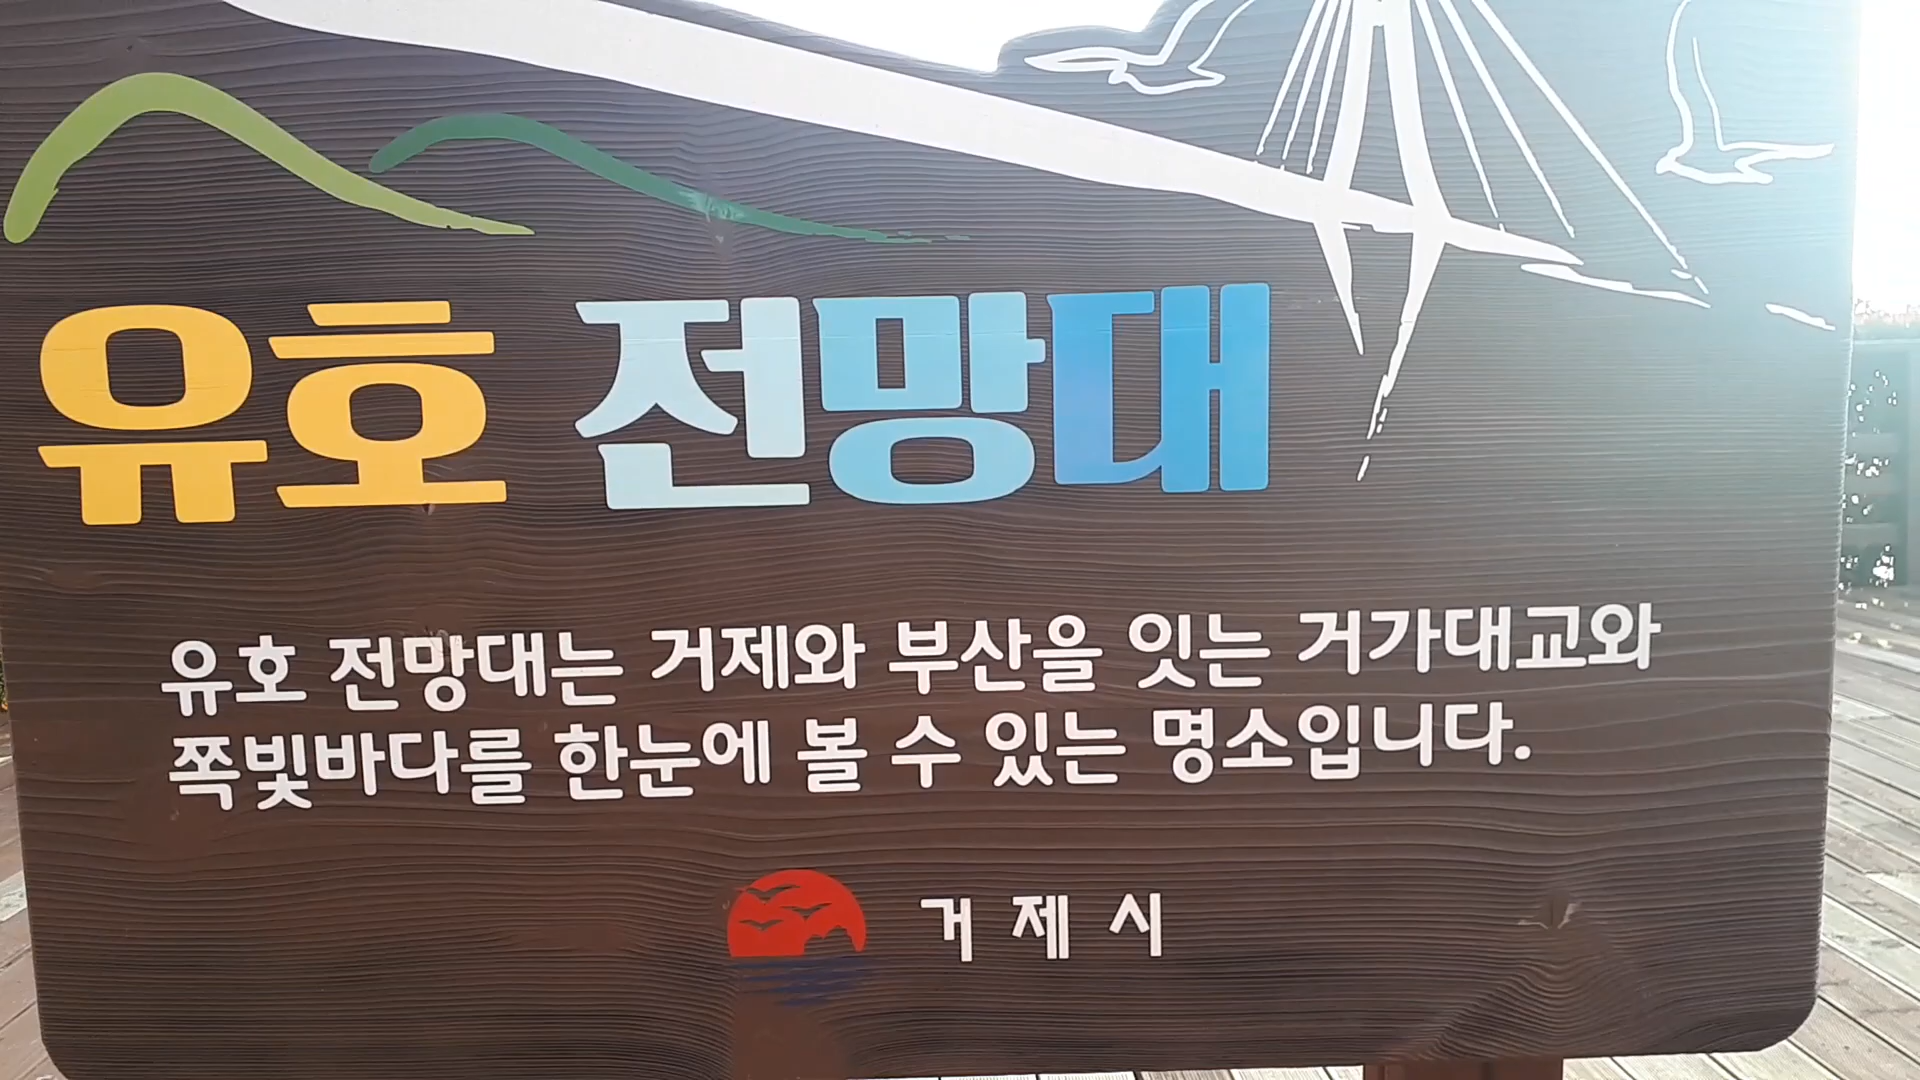 유호 전망대
유호 전망대는 거제와 부산을 잇는 거가대교와
쪽빛바다를 한눈에 볼 수 있는 명소입니다.
거제시